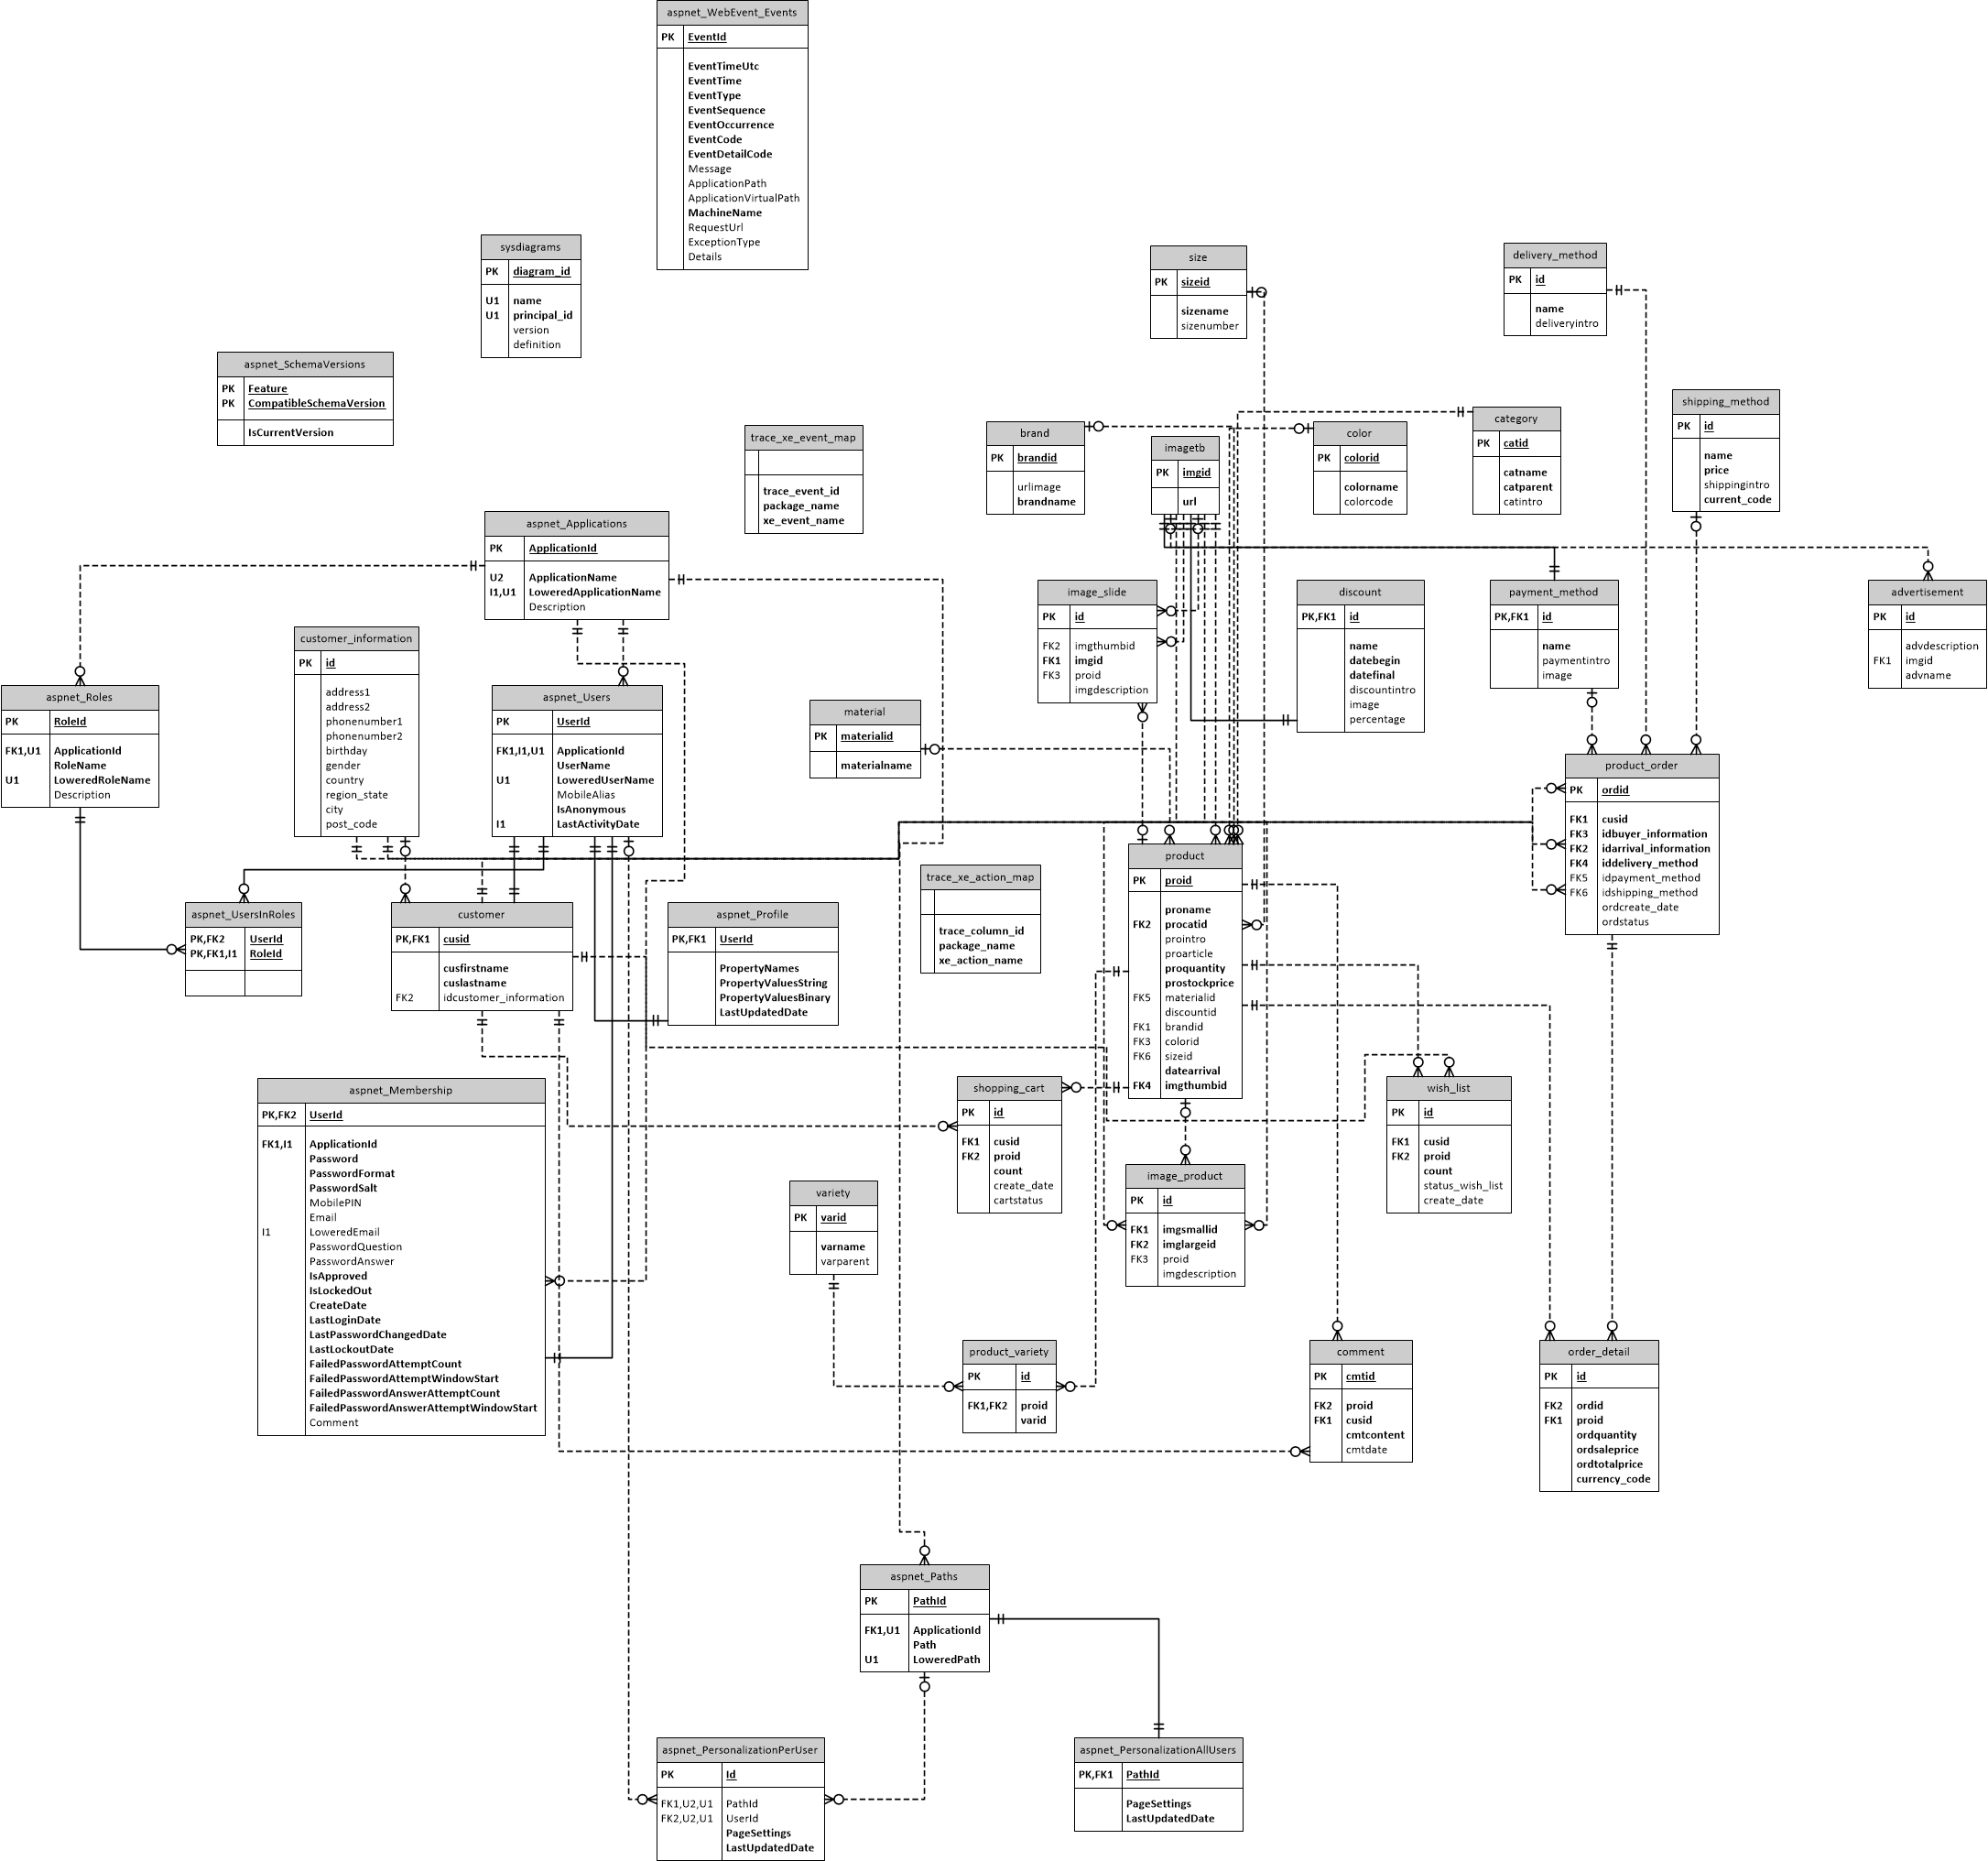 aspnet_WebEvent_Events
PK EventId
EventTimeUtc
EventTime
EventType
EventSequence
EventOccurrence
EventCode
EventDetailCode
Message
ApplicationPath
ApplicationVirtualPath
MachineName
RequestUrl
ExceptionType
Details
sysdiagrams
PK diagram_id
U1 name
U1 principal_id
version
definition
size
PK sizeid
sizename
sizenumber
delivery_method
PK id
name
deliveryintro
aspnet_SchemaVersions
PK Feature
PK CompatibleSchemaVersion
IsCurrentVersion
trace_xe_event_map
trace_event_id
package_name
xe_event_name
brand
PK brandid
urlimage
brandname
imagetb
PK imgid
url
color
PK colorid
colorname
colorcode
category
PK catid
catname
catparent
catintro
shipping_method
PK id
name
price
shippingintro
current_code
aspnet_Applications
PK ApplicationId
U2 ApplicationName
I1,U1 LoweredApplicationName
Description
image_slide
PK id
FK2 imgthumbid
FK1 imgid
FK3 proid
imgdescription
discount
PK,FK1 id
name
datebegin
datefinal
discountintro
image
percentage
payment_method
PK,FK1 id
name
paymentintro
image
advertisement
PK id
advdescription
FK1 imgid
advname
customer_information
PK id
address1
address2
phonenumber1
phonenumber2
birthday
gender
country
region_state
city
post_code
aspnet_Roles
PK RoleId
FK1,U1 ApplicationId
RoleName
U1 LoweredRoleName
Description
aspnet_Users
PK UserId
FK1,I1,U1 ApplicationId
UserName
U1 LoweredUserName
MobileAlias
IsAnonymous
I1 LastActivityDate
material
PK materialid
materialname
product_order
PK ordid
FK1 cusid
FK3 idbuyer_information
FK2 idarrival_information
FK4 iddelivery_method
FK5 idpayment_method
FK6 idshipping_method
ordcreate_date
ordstatus
product
PK proid
proname
FK2 procatid
prointro
proarticle
proquantity
prostockprice
FK5 materialid
discountid
FK1 brandid
FK3 colorid
FK6 sizeid
datearrival
FK4 imgthumbid
trace_xe_action_map
trace_column_id
package_name
xe_action_name
aspnet_UsersInRoles
PK,FK2 UserId
PK,FK1,I1 RoleId
customer
PK,FK1 cusid
cusfirstname
cuslastname
FK2 idcustomer_information
aspnet_Profile
PK,FK1 UserId
PropertyNames
PropertyValuesString
PropertyValuesBinary
LastUpdatedDate
aspnet_Membership
PK,FK2 UserId
FK1,I1 ApplicationId
Password
PasswordFormat
PasswordSalt
MobilePIN
Email
I1 LoweredEmail
PasswordQuestion
PasswordAnswer
IsApproved
IsLockedOut
CreateDate
LastLoginDate
LastPasswordChangedDate
LastLockoutDate
FailedPasswordAttemptCount
FailedPasswordAttemptWindowStart
FailedPasswordAnswerAttemptCount
FailedPasswordAnswerAttemptWindowStart
Comment
shopping_cart
PK id
FK1 cusid
FK2 proid
count
create_date
cartstatus
wish_list
PK id
FK1 cusid
FK2 proid
count
status_wish_list
create_date
image_product
PK id
FK1 imgsmallid
FK2 imglargeid
FK3 proid
imgdescription
variety
PK varid
varname
varparent
product_variety
PK id
FK1,FK2 proid
varid
comment
PK cmtid
FK2 proid
FK1 cusid
cmtcontent
cmtdate
order_detail
PK id
FK2 ordid
FK1 proid
ordquantity
ordsaleprice
ordtotalprice
currency_code
aspnet_Paths
PK PathId
FK1,U1 ApplicationId
Path
U1 LoweredPath
aspnet_PersonalizationPerUser
PK Id
FK1,U2,U1 PathId
FK2,U2,U1 UserId
PageSettings
LastUpdatedDate
aspnet_PersonalizationAllUsers
PK,FK1 PathId
PageSettings
LastUpdatedDate